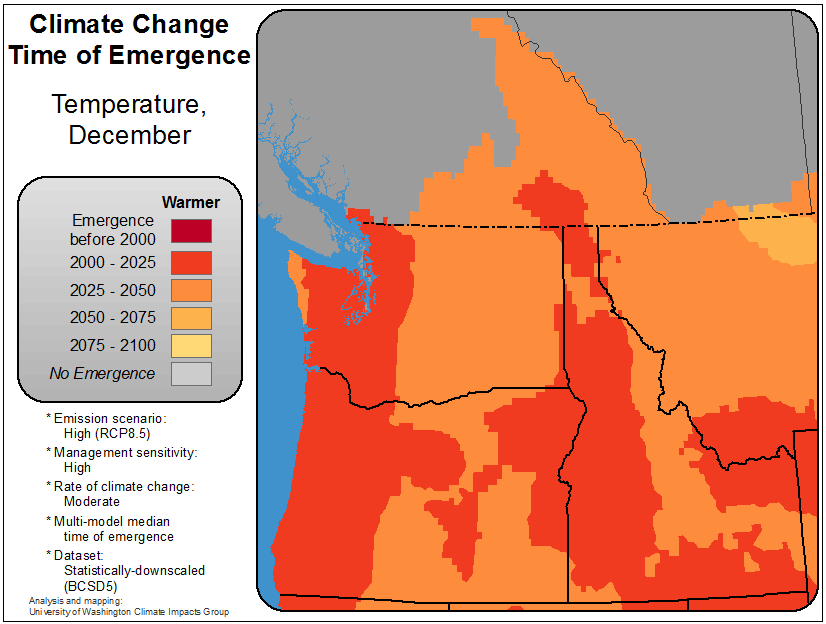 Climate Change
Time of Emergence
Temperature,
December
Warmer
Emergence
before 2000
2000 - 2025
2025 - 2050
2050 - 2075
2075 - 2100
No Emergence
* Emission scenario:
High (RCP8.5)
* Management sensitivity:
High
* Rate of climate change:
Moderate
* Multi-model median
time of emergence
* Dataset:
Statistically-downscaled
(BCSD5)
Analysis and mapping:
University of Washington Climate Impacts Group